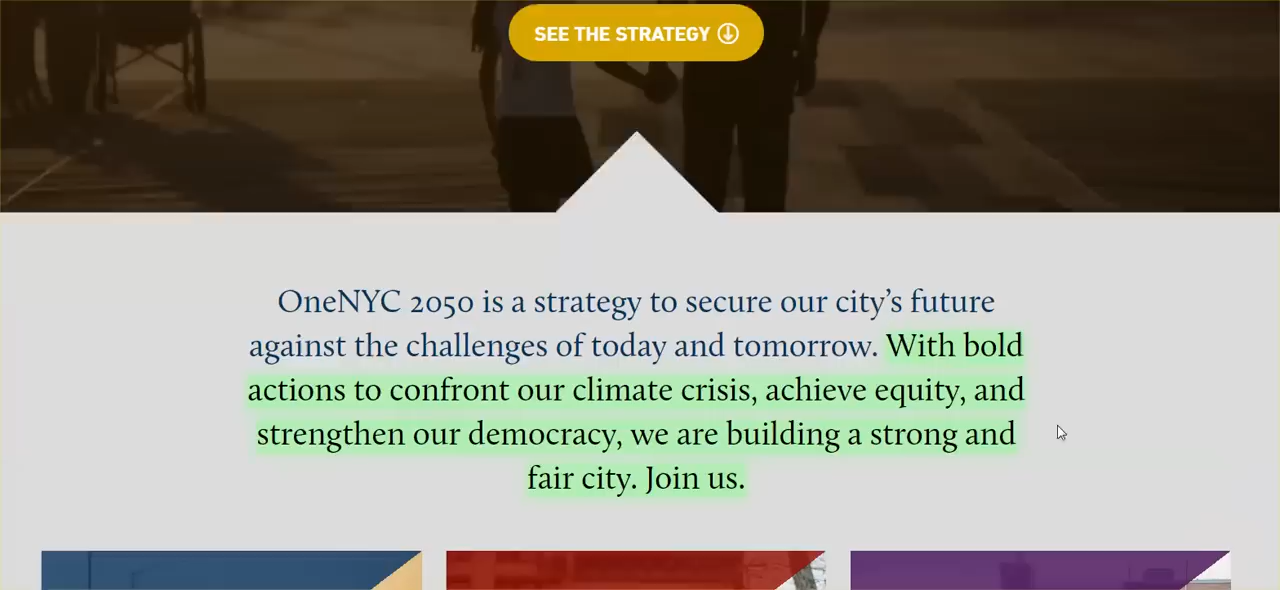 SEE THE STRATEGY
OneNYC 2050 is a strategy to secure our city’s future
against the challenges of today and tomorrow. With bold
actions to confront our climate crisis, achieve equity, and
strengthen our democracy, we are building a strong and
fair city. Join us.